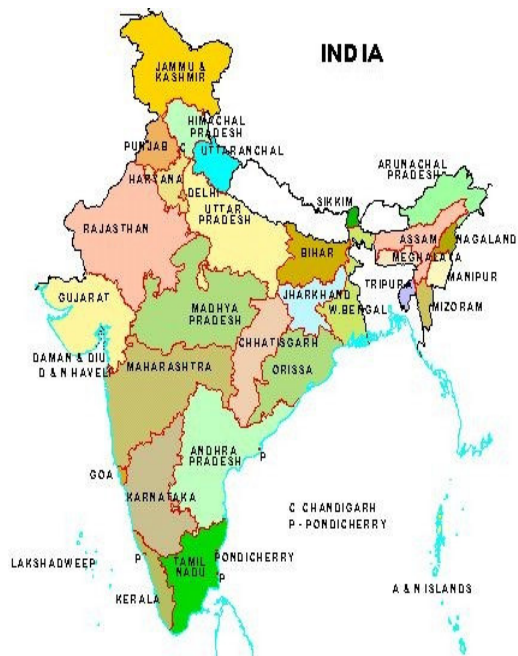 INDIA
JAMMU &
KASHMIR
HIMACHAL
PRADESH
PUNJAB
C
UTTARANCHAL
HARYANA
DELHI
ARUNACHAL
PRADESH
SIKKIM
UTTAR
PRADESH
RAJASTHAN
ASSAM
NAGALAND
BIHAR
MEGHALAYA
MANIPUR
TRIPURA
GUJARAT
JHARKHAND
MADHYA
PRADESH
W.BENGAL
MIZORAM
CHHATISGARH
DAMAN & DIU
D & N HAVELI
MAHARASHTRA
ORISSA
ANDHRA
PRADESH
P
GOA
KARNATAKA
C CHANDIGARH
P - PONDICHERRY
LAKSHADWEEP
P
TAMIL
NADU
PONDICHERRY
P
KERALA
A & N ISLANDS